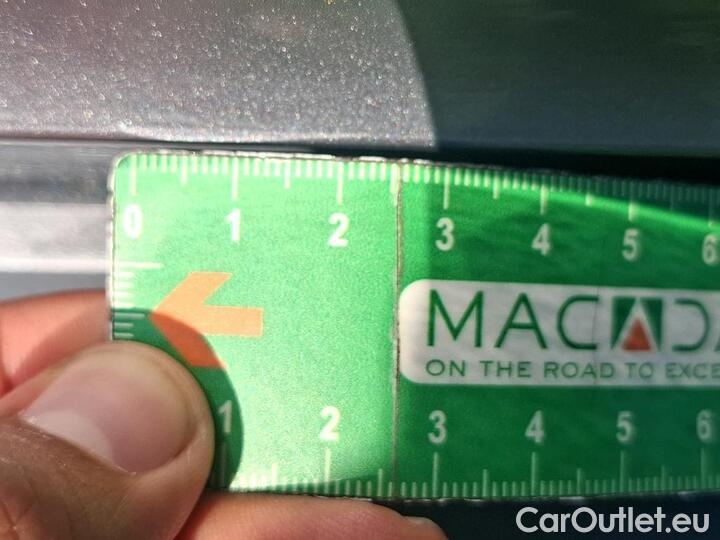 0 1 2 3 4 5 6
MACADA
ON THE ROAD TO EXCE
1 2 3 4 5 6
CarOutlet.eu